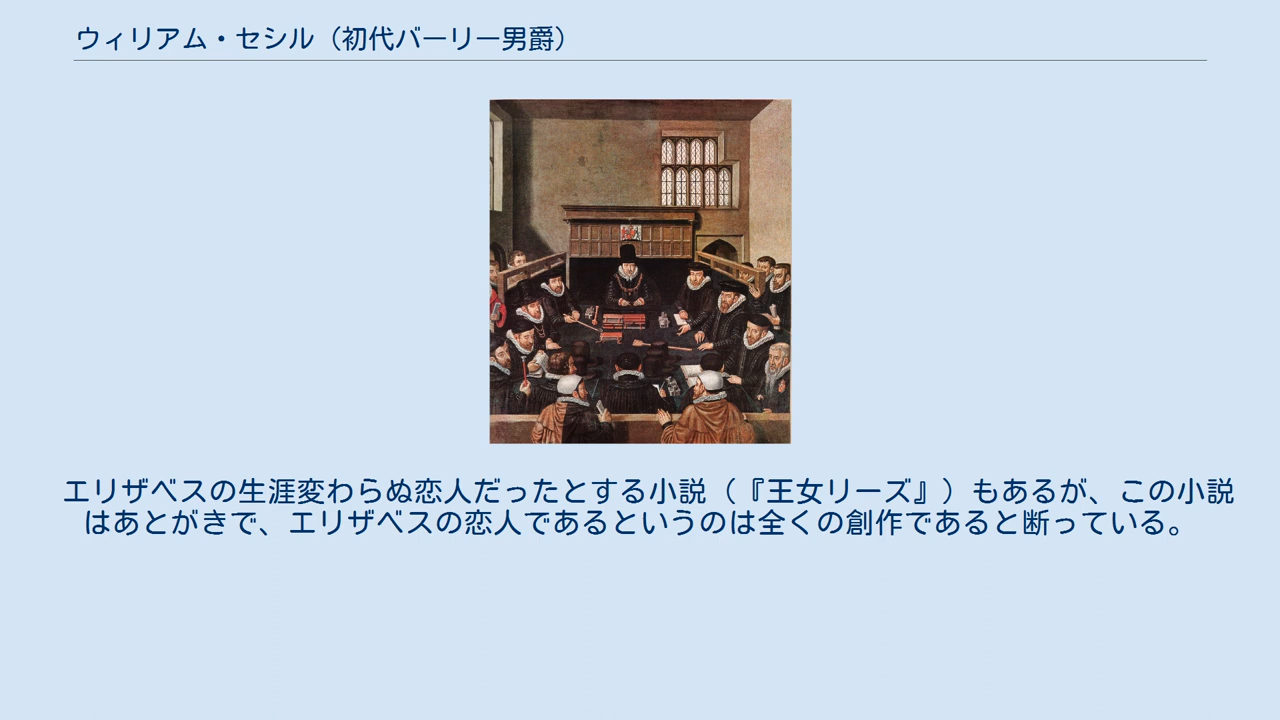 ウィリアム・セシル（初代バーリー男爵）
エリザベスの生涯変わらぬ恋人だったとする小説（『王女リーズ』）もあるが、この小説
はあとがきで、エリザベスの恋人であるというのは全くの創作であると断っている。